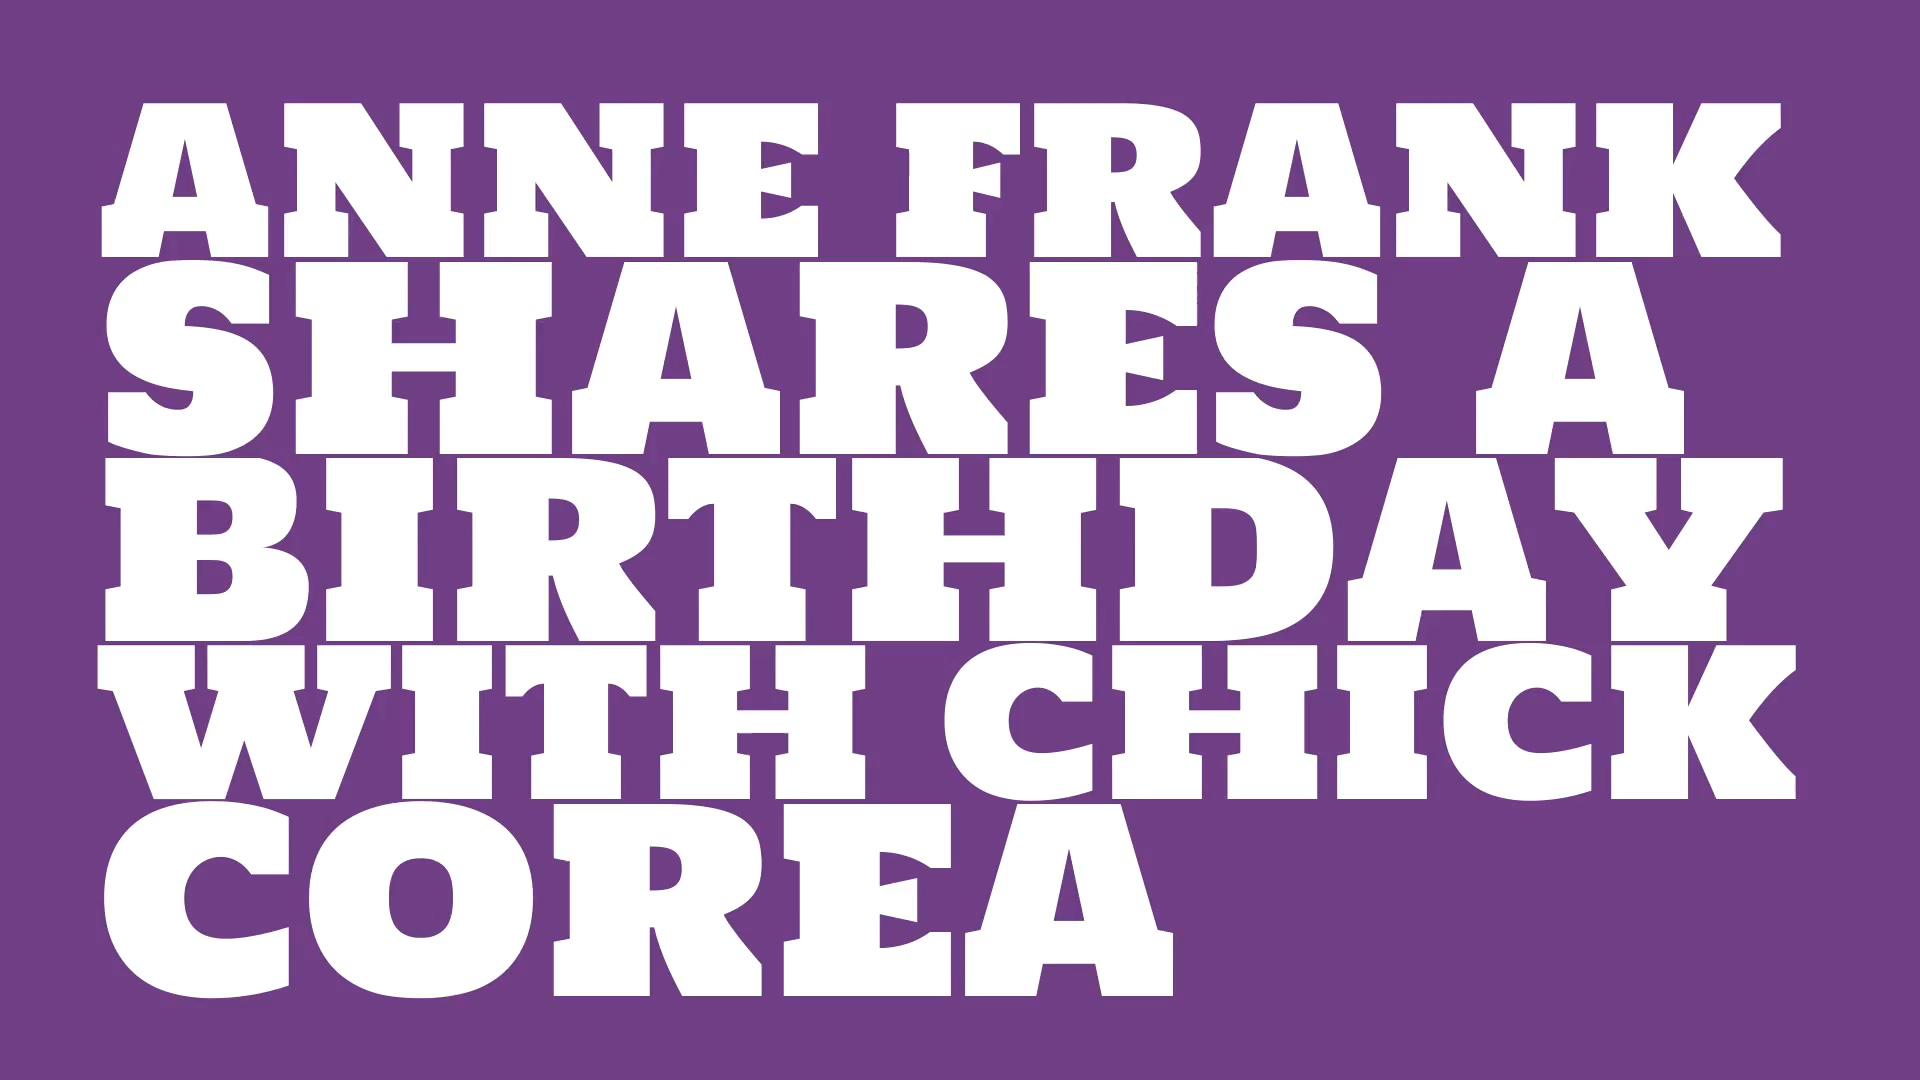 ANNE FRANK
SHARES A
BIRTHDAY
WITH CHICK
COREA